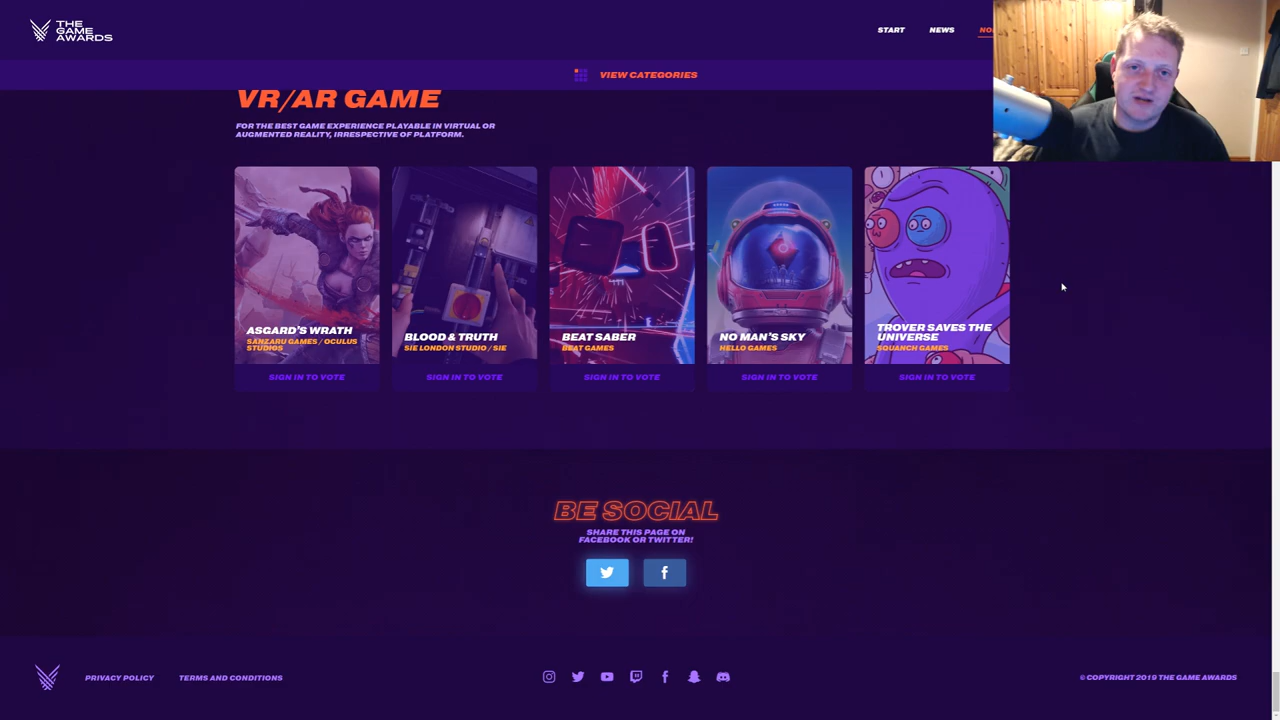 THE
GAME
AWARDS
START
NEWS
VIEW CATEGORIES
VR/AR GAME
FOR THE BEST GAME EXPERIENCE PLAYABLE IN VIRTUAL OR
AUGMENTED REALITY, IRRESPECTIVE OF PLATFORM.
ASGARD'S WRATH
SANZARU GAMES / OCULUS
STUDIOS
SIGN IN TO VOTE
BLOOD & TRUTH
SIE LONDON STUDIO / SIE
SIGN IN TO VOTE
BEAT SABER
BEAT GAMES
SIGN IN TO VOTE
NO MAN'S SKY
HELLO GAMES
SIGN IN TO VOTE
TROVER SAVES THE
UNIVERSE
SQUANCH GAMES
SIGN IN TO VOTE
BE SOCIAL
SHARE THIS PAGE ON
FACEBOOK OR TWITTER!
PRIVACY POLICY
TERMS AND CONDITIONS
© COPYRIGHT 2019 THE GAME AWARDS